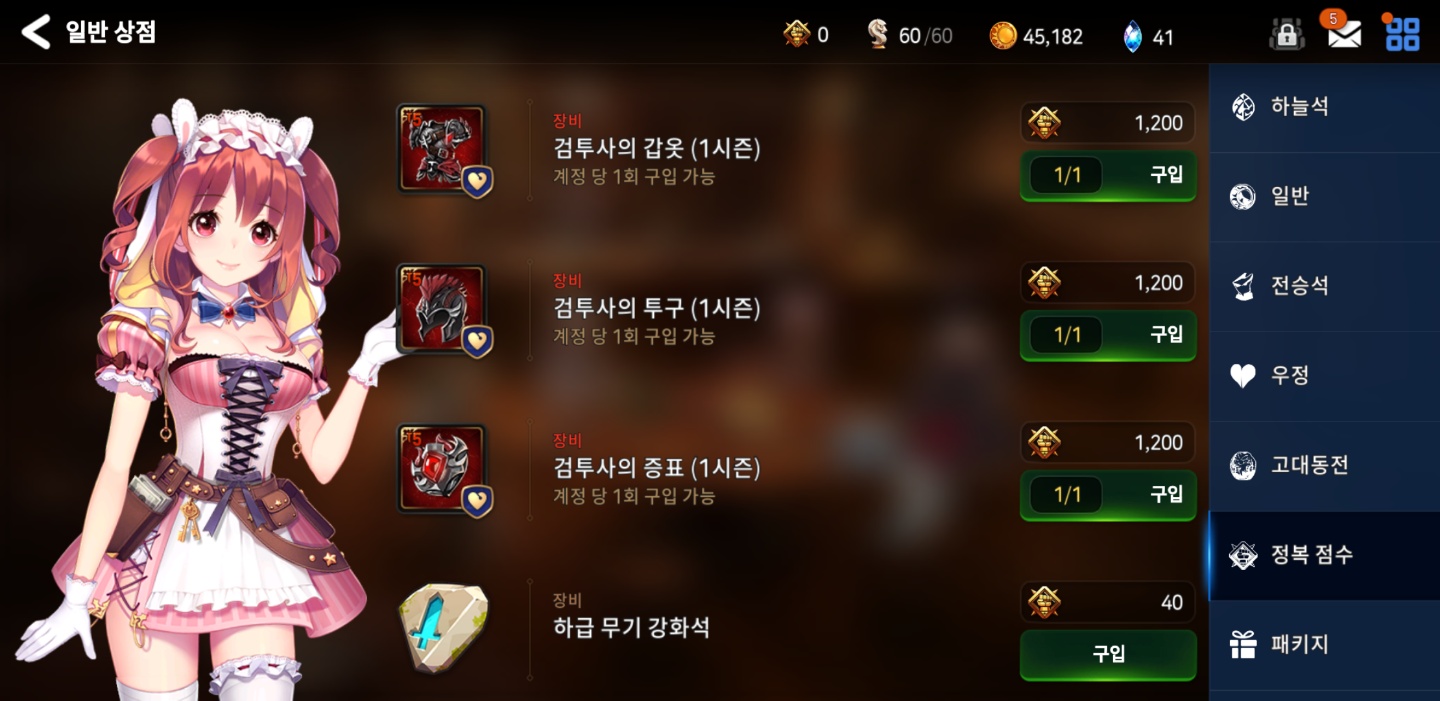 일반 상점
0
60/60
45,182
41
5
T5
장비
검투사의 갑옷 (1시즌)
계정 당 1회 구입 가능
1,200
1/1
구입
T5
장비
검투사의 투구 (1시즌)
계정 당 1회 구입 가능
1,200
1/1
구입
T5
장비
검투사의 증표 (1시즌)
계정 당 1회 구입 가능
1,200
1/1
구입
장비
하급 무기 강화석
40
구입
하늘석
일반
전승석
우정
고대동전
정복 점수
패키지